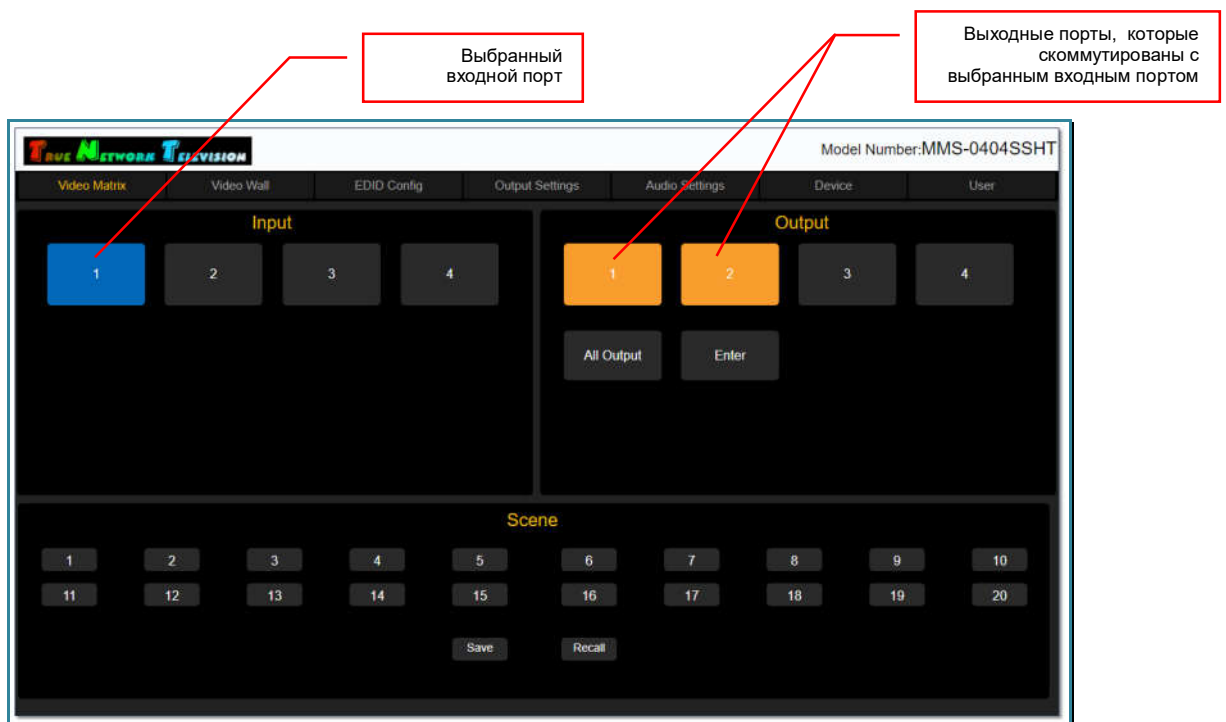 Выбранный
входной порт
Выходные порты, которые
скоммутированы с
выбранным входным портом
TRUE NETWORK TELEVISION
Model Number:MMS-0404SSHT
Video Matrix Video Wall EDID Config Output Settings Audio Settings Device User
Input Output
1 2 3 4 1 2 3 4
All Output Enter
Scene
1 2 3 4 5 6 7 8 9 10
11 12 13 14 15 16 17 18 19 20
Save Recall